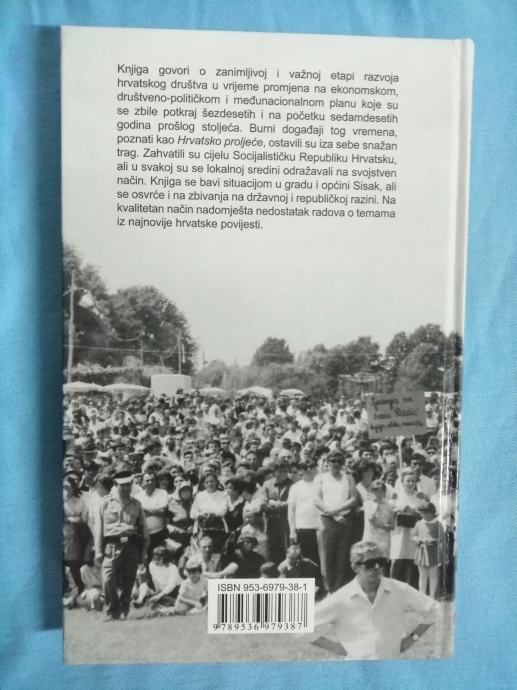 Knjiga govori o zanimljivoj i važnoj etapi razvoja
hrvatskog društva u vrijeme promjena na ekonomskom,
društveno-političkom i međunacionalnom planu koje su
se zbile potkraj šezdesetih i na početku sedamdesetih
godina prošlog stoljeća. Burni događaji tog vremena,
poznati kao Hrvatsko proljeće, ostavili su iza sebe snažan
trag. Zahvatili su cijelu Socijalističku Republiku Hrvatsku,
ali u svakoj su se lokalnoj sredini odražavali na svojstven
način. Knjiga se bavi situacijom u gradu i općini Sisak, ali
se osvrće i na zbivanja na državnoj i republičkoj razini. Na
kvalitetan način nadomješta nedostatak radova o temama
iz najnovije hrvatske povijesti.
ISBN 953-6979-38-1
9789536979387